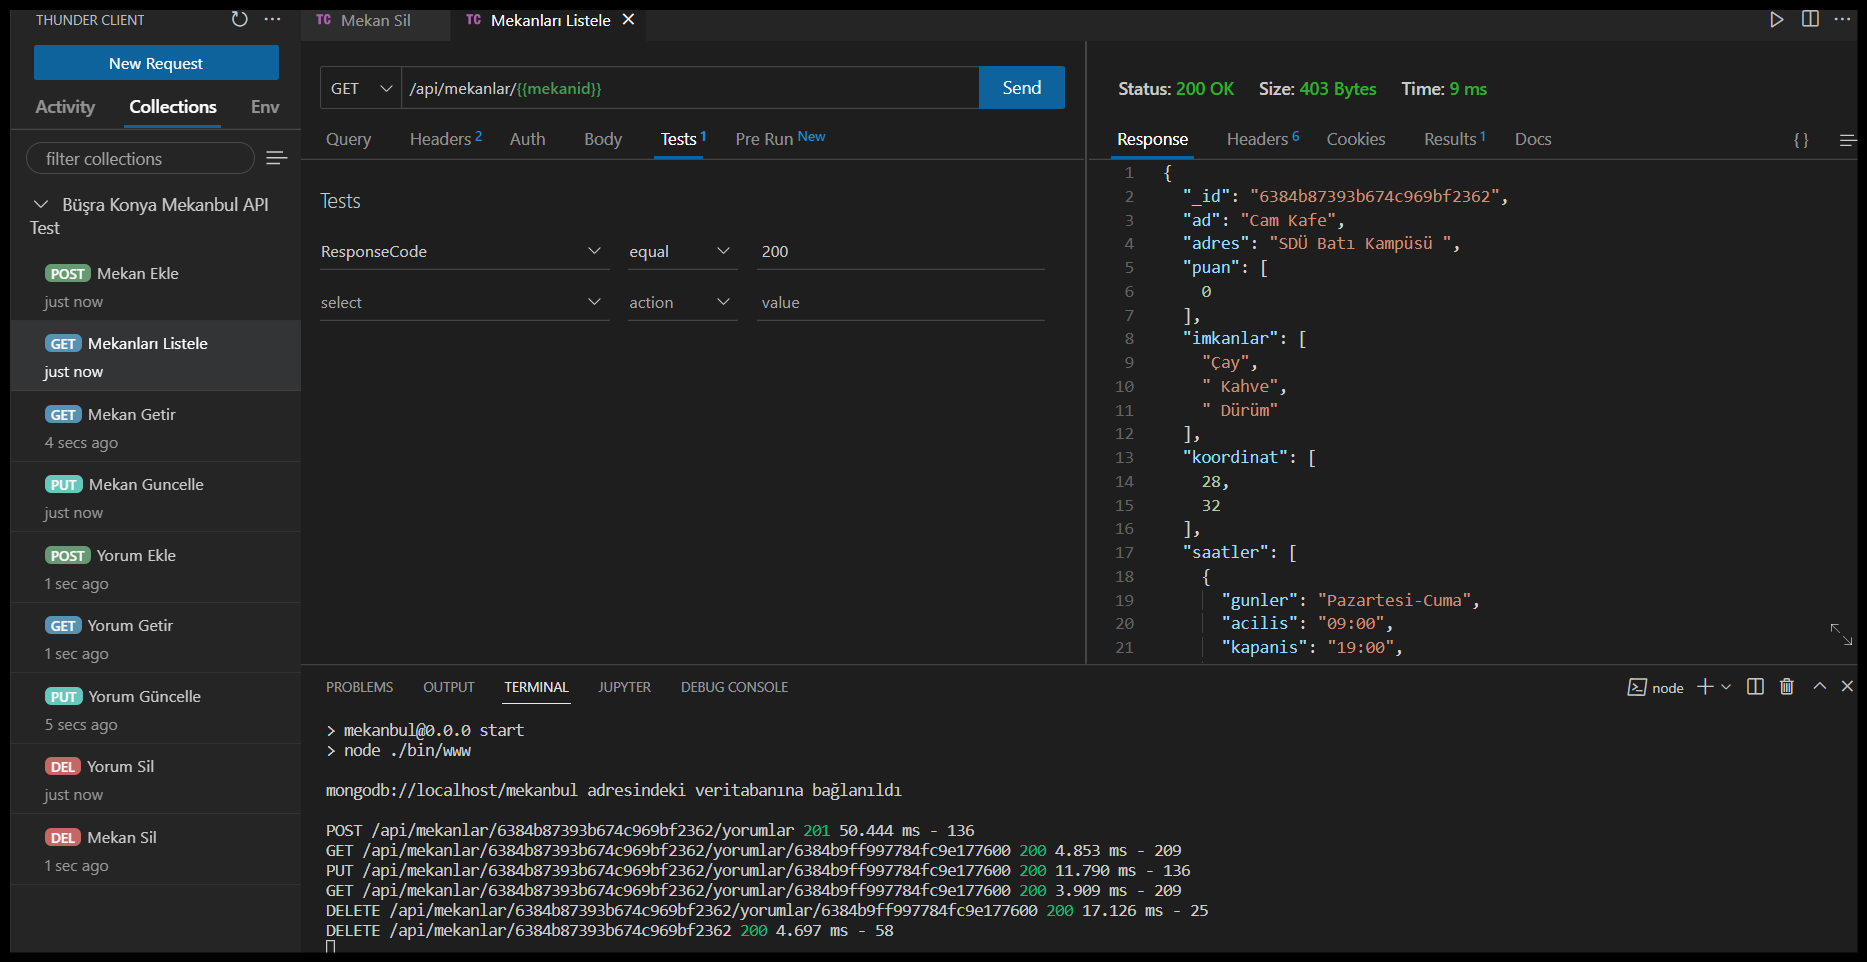 THUNDER CLIENT
New Request
Activity Collections Env
filter collections
Büşra Konya Mekanbul API
Test
POST Mekan Ekle
just now
GET Mekanları Listele
just now
GET Mekan Getir
4 secs ago
PUT Mekan Guncelle
just now
POST Yorum Ekle
1 sec ago
GET Yorum Getir
1 sec ago
PUT Yorum Güncelle
5 secs ago
DEL Yorum Sil
just now
DEL Mekan Sil
1 sec ago
TC Mekan Sil TC Mekanları Listele
GET /api/mekanlar/{{mekanid}} Send
Query Headers 2 Auth Body Tests 1 Pre Run New
Tests
ResponseCode equal 200
select action value
Status: 200 OK Size: 403 Bytes Time: 9 ms
Response Headers 6 Cookies Results 1 Docs {}
1 {
2 "_id": "6384b87393b674c969bf2362",
3 "ad": "Cam Kafe",
4 "adres": "SDÜ Batı Kampüsü ",
5 "puan": [
6 0
7 ],
8 "imkanlar": [
9 "Çay",
10 " Kahve",
11 " Dürüm"
12 ],
13 "koordinat": [
14 28,
15 32
16 ],
17 "saatler": [
18 {
19 "gunler": "Pazartesi-Cuma",
20 "acilis": "09:00",
21 "kapanis": "19:00",
PROBLEMS OUTPUT TERMINAL JUPYTER DEBUG CONSOLE
node
> mekanbul@0.0.0 start
> node ./bin/www
mongodb://localhost/mekanbul adresindeki veritabanına bağlanıldı
POST /api/mekanlar/6384b87393b674c969bf2362/yorumlar 201 50.444 ms - 136
GET /api/mekanlar/6384b87393b674c969bf2362/yorumlar/6384b9ff997784fc9e177600 200 4.853 ms - 209
PUT /api/mekanlar/6384b87393b674c969bf2362/yorumlar/6384b9ff997784fc9e177600 200 11.790 ms - 136
GET /api/mekanlar/6384b87393b674c969bf2362/yorumlar/6384b9ff997784fc9e177600 200 3.909 ms - 209
DELETE /api/mekanlar/6384b87393b674c969bf2362/yorumlar/6384b9ff997784fc9e177600 200 17.126 ms - 25
DELETE /api/mekanlar/6384b87393b674c969bf2362 200 4.697 ms - 58